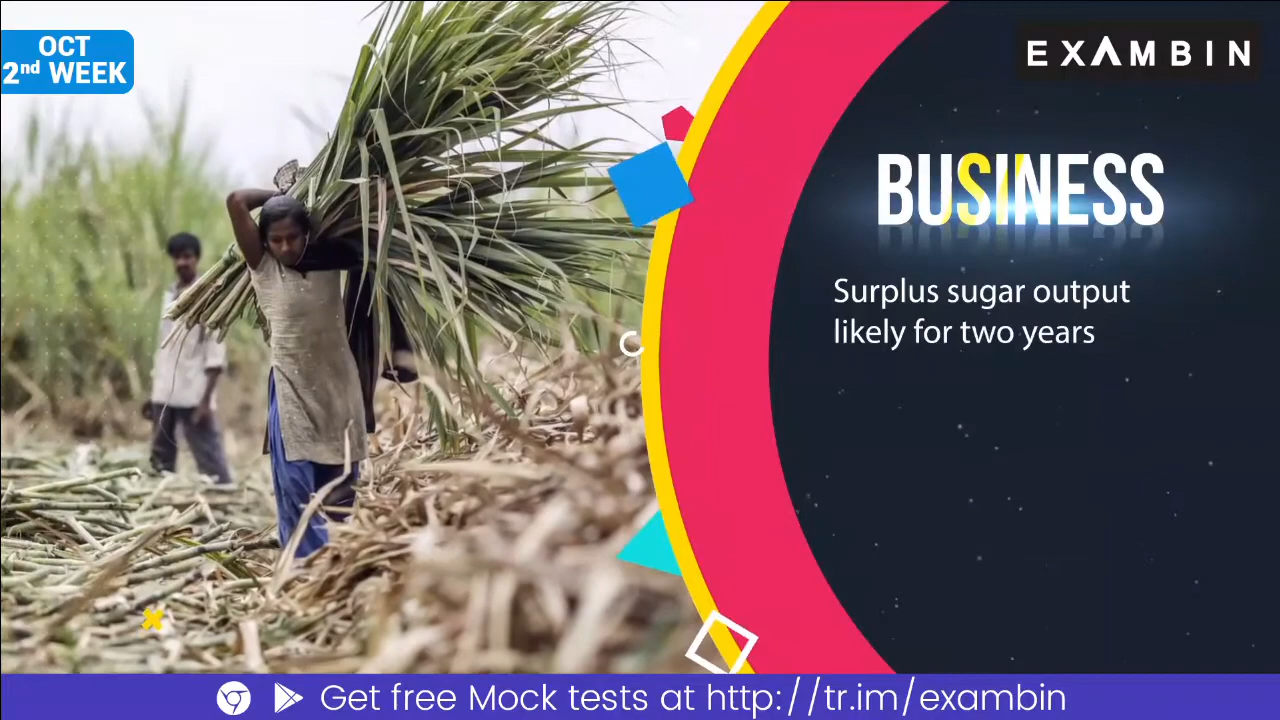 OCT
2nd WEEK
EXAMBIN
BUSINESS
Surplus sugar output
likely for two years
Get free Mock tests at http://tr.im/exambin